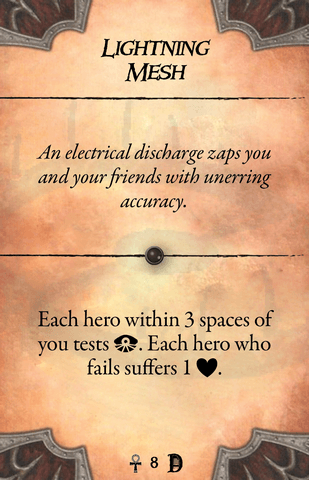 Lightning
Mesh
An electrical discharge zaps you
and your friends with unerring
accuracy.
Each hero within 3 spaces of
you tests . Each hero who
fails suffers 1 .
8 D